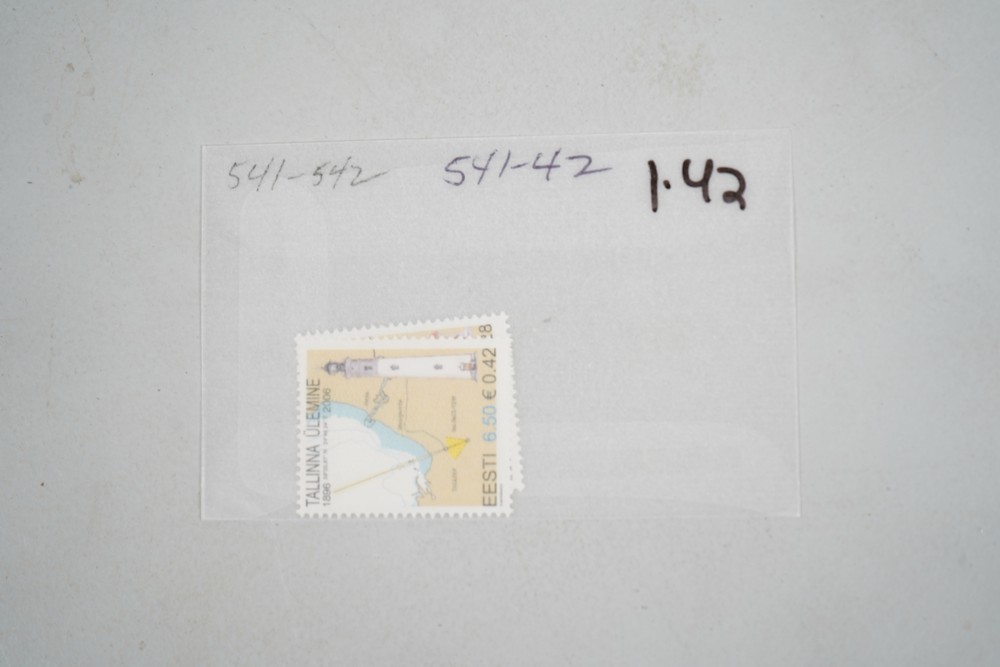 541-542
541-42
1.42
TALLINNA ÜLEMINE
1896 2006
EESTI 6.50 € 0.42